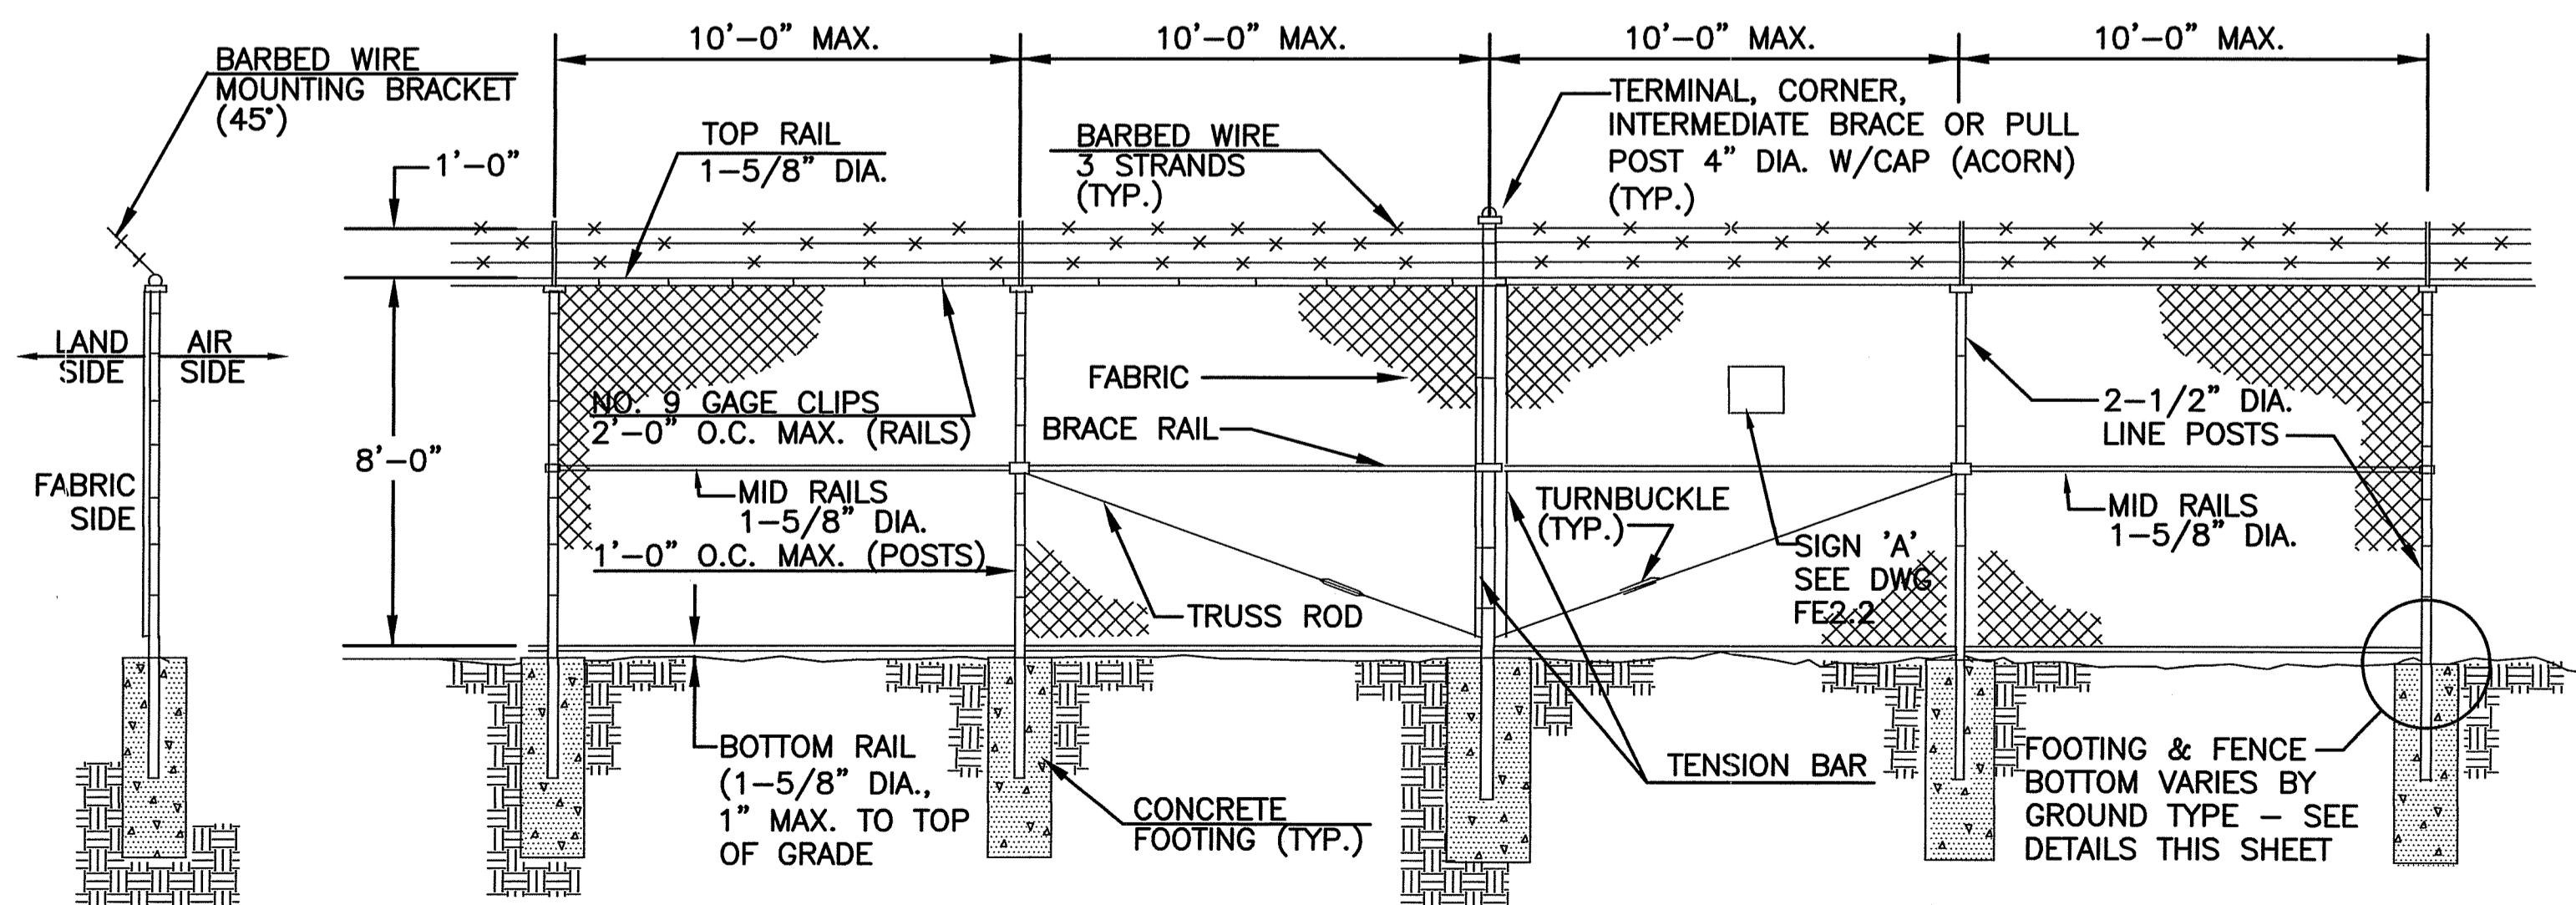 10'-0" MAX.
10'-0" MAX.
10'-0" MAX.
10'-0" MAX.
BARBED WIRE
MOUNTING BRACKET
(45°)
1'-0"
TOP RAIL
1-5/8" DIA.
BARBED WIRE
3 STRANDS
(TYP.)
TERMINAL, CORNER,
INTERMEDIATE BRACE OR PULL
POST 4" DIA. W/CAP (ACORN)
(TYP.)
LAND
SIDE
AIR
SIDE
FABRIC
SIDE
8'-0"
NO. 9 GAGE CLIPS
2'-0" O.C. MAX. (RAILS)
FABRIC
BRACE RAIL
2-1/2" DIA.
LINE POSTS
MID RAILS
1-5/8" DIA.
1'-0" O.C. MAX. (POSTS)
TURNBUCKLE
(TYP.)
SIGN 'A'
SEE DWG
FE2.2
MID RAILS
1-5/8" DIA.
TRUSS ROD
BOTTOM RAIL
(1-5/8" DIA.,
1" MAX. TO TOP
OF GRADE
CONCRETE
FOOTING (TYP.)
TENSION BAR
FOOTING & FENCE
BOTTOM VARIES BY
GROUND TYPE - SEE
DETAILS THIS SHEET